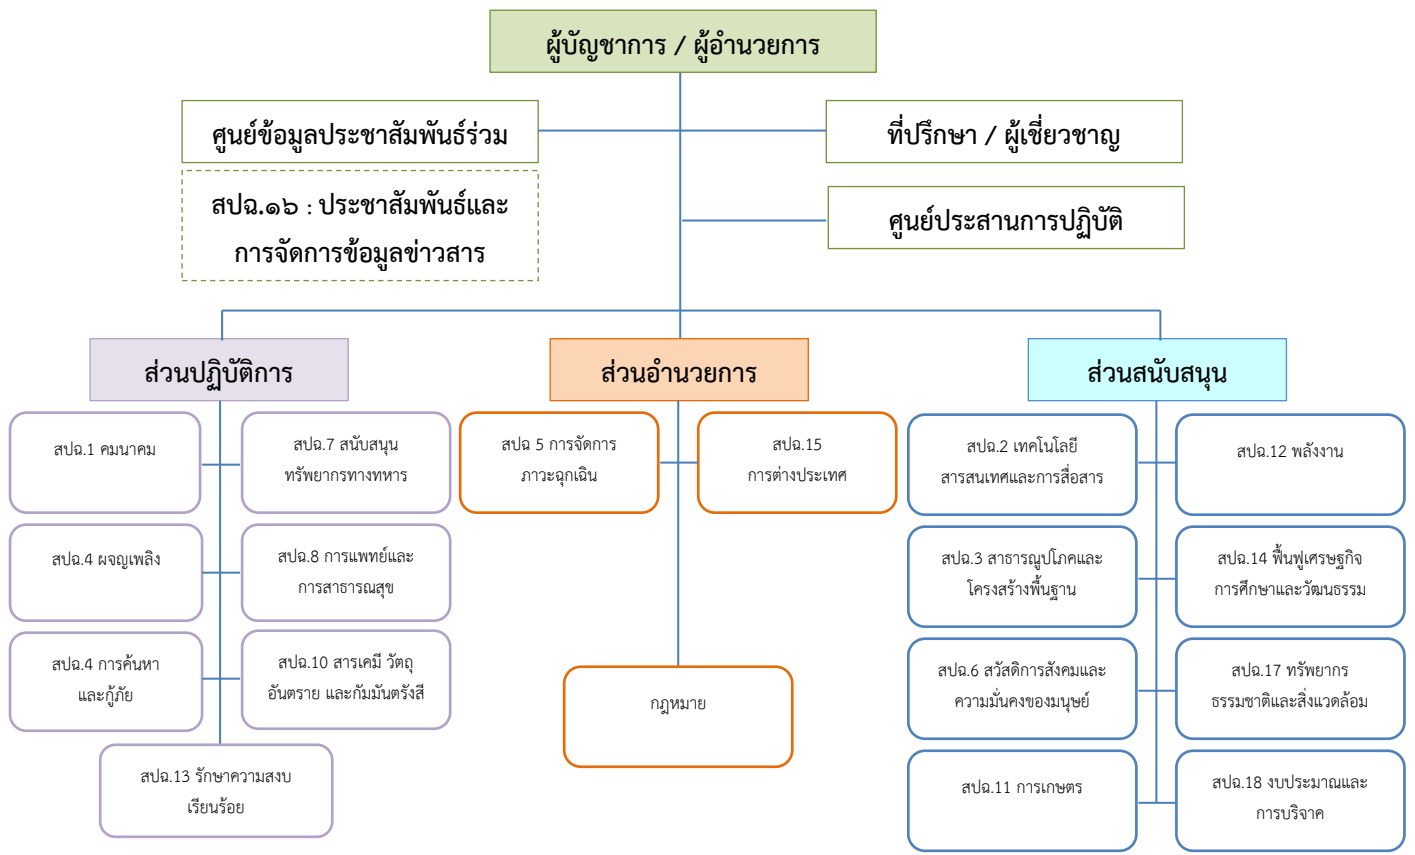 ผู้บัญชาการ / ผู้อำนวยการ
ศูนย์ข้อมูลประชาสัมพันธ์ร่วม
ที่ปรึกษา / ผู้เชี่ยวชาญ
สปฉ.๑๖ : ประชาสัมพันธ์และ
การจัดการข้อมูลข่าวสาร
ศูนย์ประสานการปฏิบัติ
ส่วนปฏิบัติการ
สปฉ.1 คมนาคม
สปฉ.7 สนับสนุน
ทรัพยากรทางทหาร
สปฉ.4 ผจญเพลิง
สปฉ.8 การแพทย์และ
การสาธารณสุข
สปฉ.4 การค้นหา
และกู้ภัย
สปฉ.10 สารเคมี วัตถุ
อันตราย และกัมมันตรังสี
สปฉ.13 รักษาความสงบ
เรียนร้อย
ส่วนอำนวยการ
สปฉ 5 การจัดการ
ภาวะฉุกเฉิน
สปฉ.15
การต่างประเทศ
กฎหมาย
ส่วนสนับสนุน
สปฉ.2 เทคโนโลยี
สารสนเทศและการสื่อสาร
สปฉ.12 พลังงาน
สปฉ.3 สาธารณูปโภคและ
โครงสร้างพื้นฐาน
สปฉ.14 ฟื้นฟูเศรษฐกิจ
การศึกษาและวัฒนธรรม
สปฉ.6 สวัสดิการสังคมและ
ความมั่นคงของมนุษย์
สปฉ.17 ทรัพยากร
ธรรมชาติและสิ่งแวดล้อม
สปฉ.11 การเกษตร
สปฉ.18 งบประมาณและ
การบริจาค